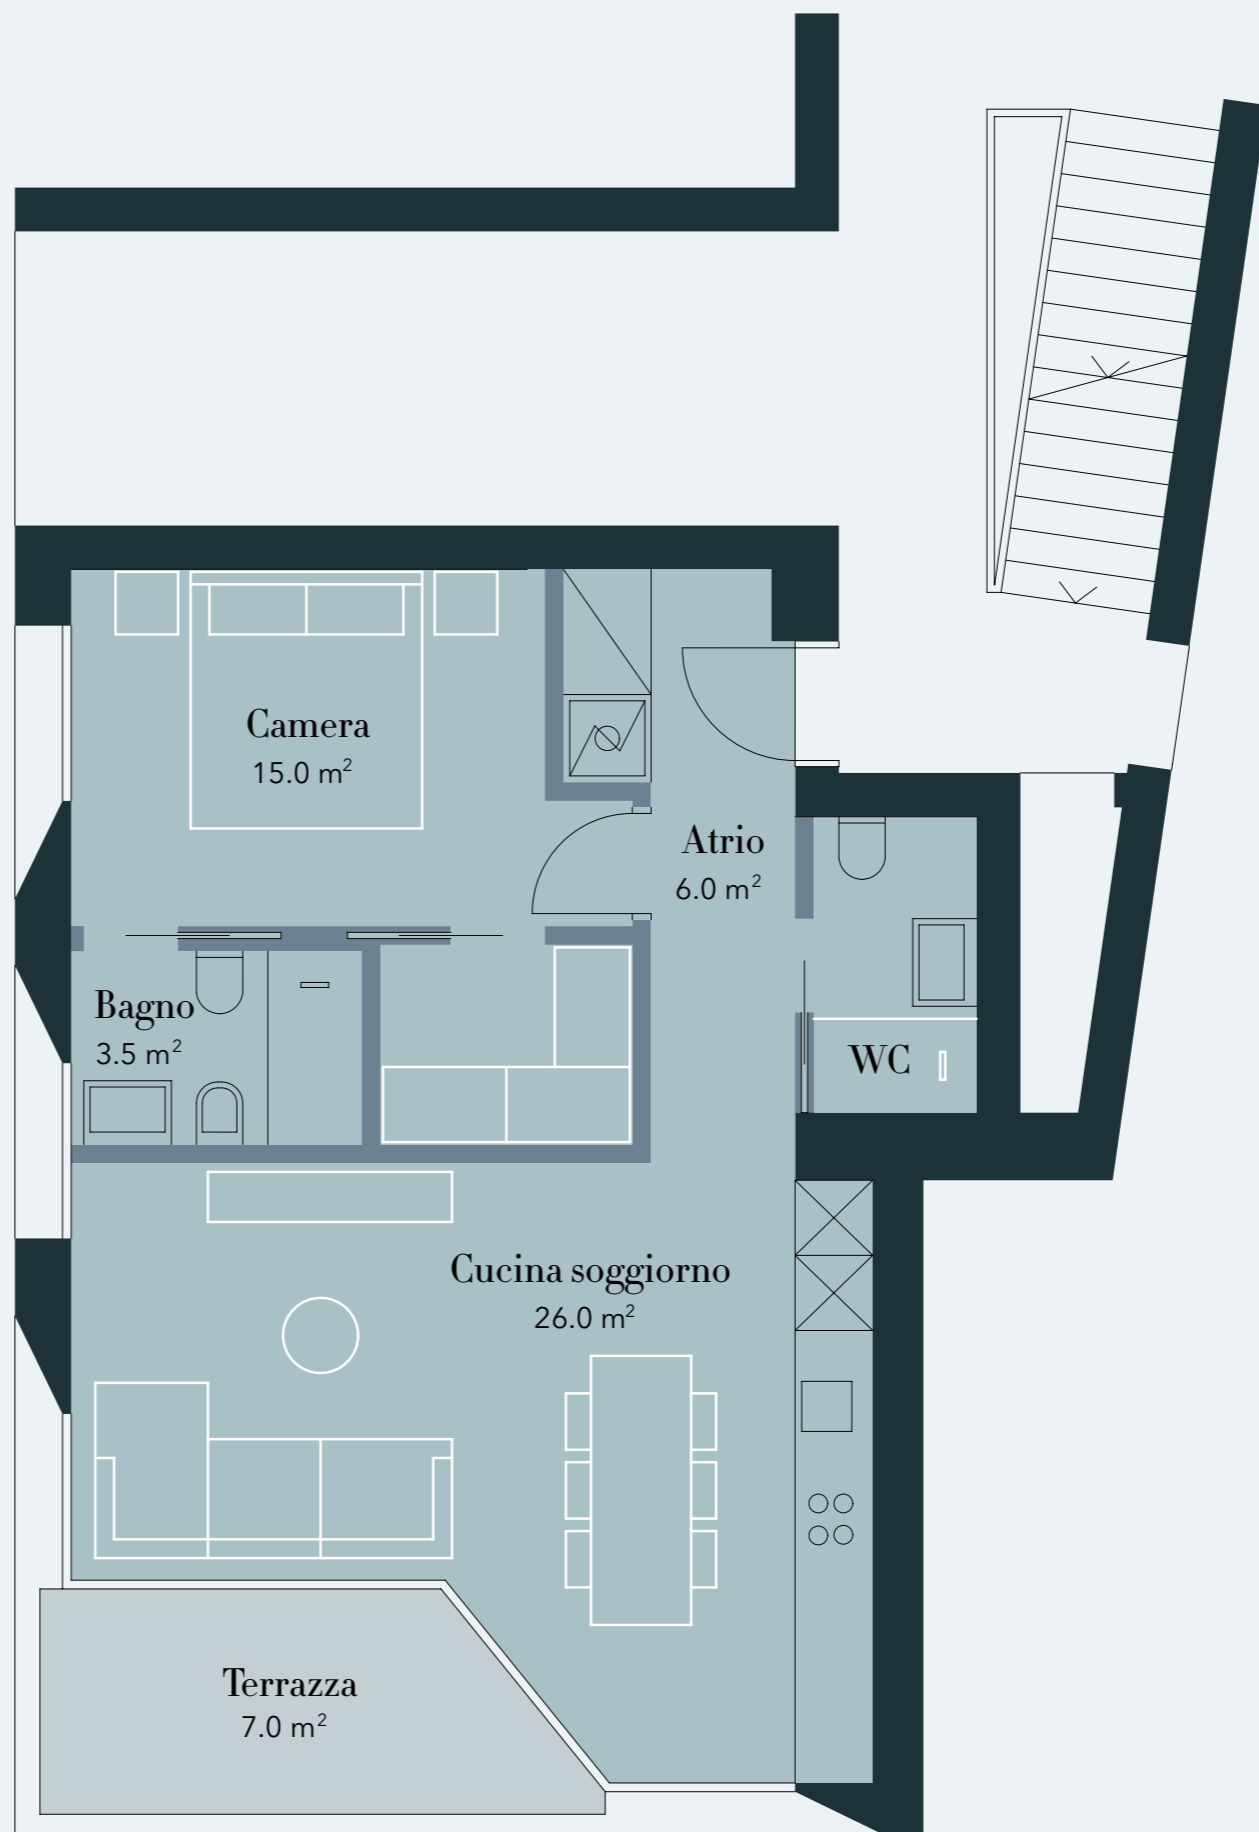 Camera
15.0 m²
Atrio
6.0 m²
Bagno
3.5 m²
WC
Cucina soggiorno
26.0 m²
Terrazza
7.0 m²